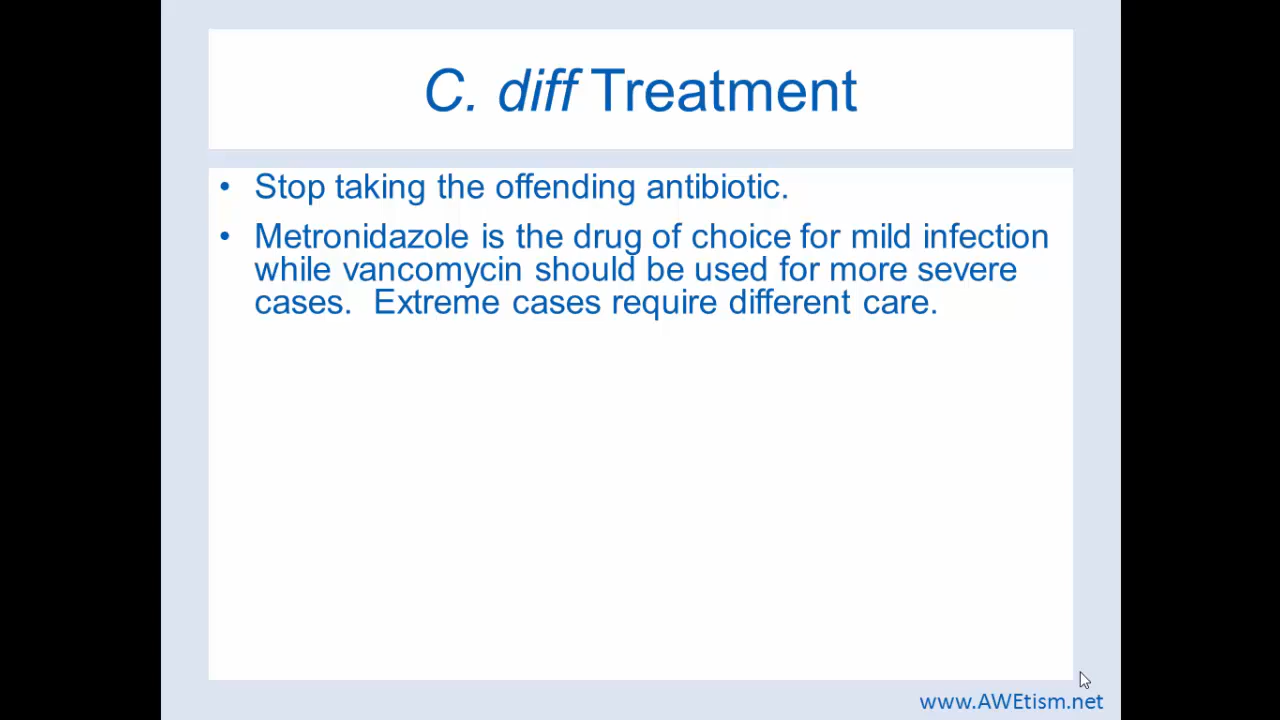 C. diff Treatment
• Stop taking the offending antibiotic.
• Metronidazole is the drug of choice for mild infection
while vancomycin should be used for more severe
cases.  Extreme cases require different care.
www.AWEtism.net